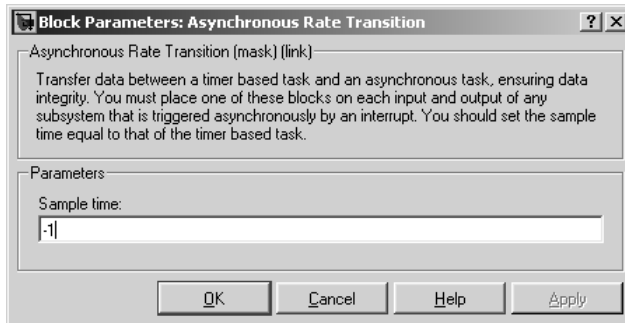 Block Parameters: Asynchronous Rate Transition
Asynchronous Rate Transition (mask) (link)
Transfer data between a timer based task and an asynchronous task, ensuring data
integrity. You must place one of these blocks on each input and output of any
subsystem that is triggered asynchronously by an interrupt. You should set the sample
time equal to that of the timer based task.
Parameters
Sample time:
-1
OK Cancel Help Apply